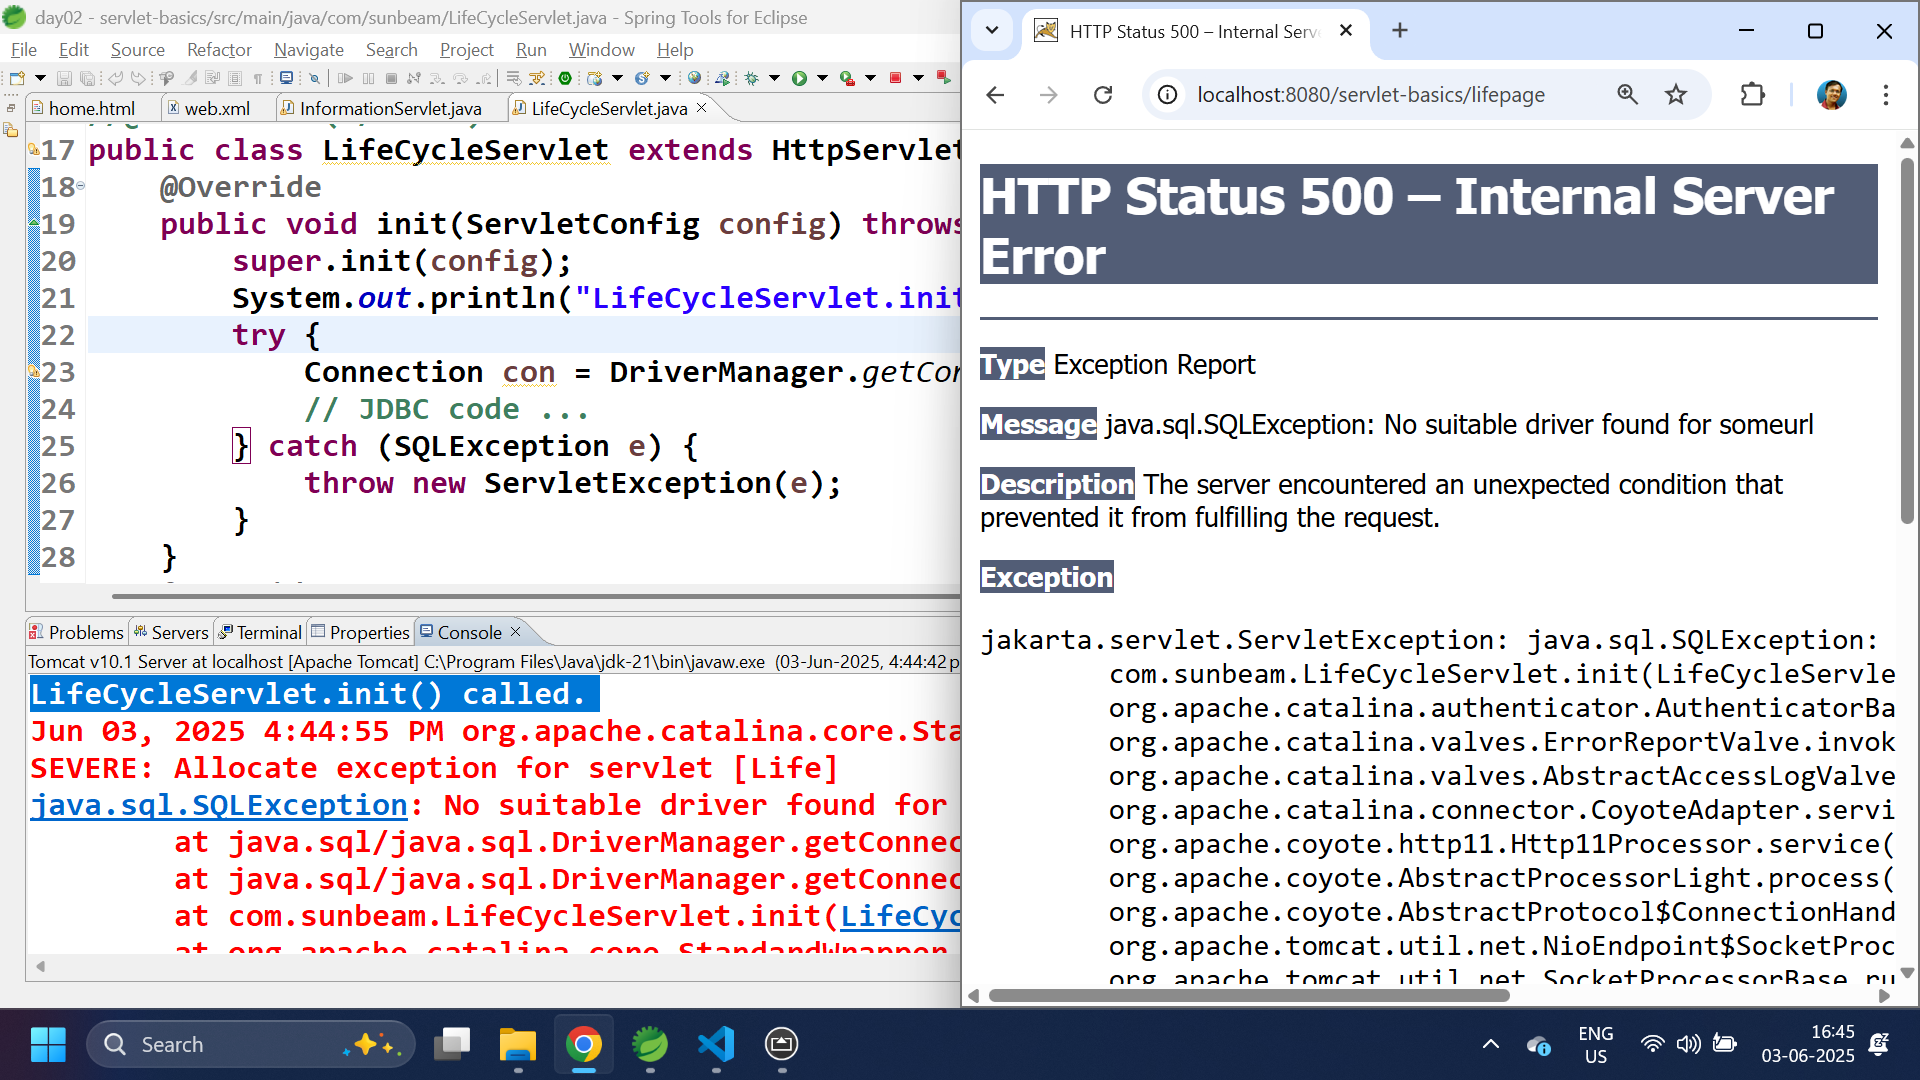 day02 - servlet-basics/src/main/java/com/sunbeam/LifeCycleServlet.java - Spring Tools for Eclipse
File Edit Source Refactor Navigate Search Project Run Window Help
home.html web.xml InformationServlet.java LifeCycleServlet.java
17 public class LifeCycleServlet extends HttpServlet
18 @Override
19 public void init(ServletConfig config) throws
20 super.init(config);
21 System.out.println("LifeCycleServlet.init
22 try {
23 Connection con = DriverManager.getCon
24 // JDBC code ...
25 } catch (SQLException e) {
26 throw new ServletException(e);
27 }
28 }
Problems Servers Terminal Properties Console
Tomcat v10.1 Server at localhost [Apache Tomcat] C:\Program Files\Java\jdk-21\bin\javaw.exe (03-Jun-2025, 4:44:42 p
LifeCycleServlet.init() called.
Jun 03, 2025 4:44:55 PM org.apache.catalina.core.Sta
SEVERE: Allocate exception for servlet [Life]
java.sql.SQLException: No suitable driver found for
at java.sql/java.sql.DriverManager.getConnec
at java.sql/java.sql.DriverManager.getConnec
at com.sunbeam.LifeCycleServlet.init(LifeCyc
at org.apache.catalina.core.StandardWrapper
HTTP Status 500 – Internal Serv
localhost:8080/servlet-basics/lifepage
HTTP Status 500 – Internal Server
Error
Type Exception Report
Message java.sql.SQLException: No suitable driver found for someurl
Description The server encountered an unexpected condition that
prevented it from fulfilling the request.
Exception
jakarta.servlet.ServletException: java.sql.SQLException:
com.sunbeam.LifeCycleServlet.init(LifeCycleServle
org.apache.catalina.authenticator.AuthenticatorBa
org.apache.catalina.valves.ErrorReportValve.invok
org.apache.catalina.valves.AbstractAccessLogValve
org.apache.catalina.connector.CoyoteAdapter.servi
org.apache.coyote.http11.Http11Processor.service(
org.apache.coyote.AbstractProcessorLight.process(
org.apache.coyote.AbstractProtocol$ConnectionHand
org.apache.tomcat.util.net.NioEndpoint$SocketProc
org.apache.tomcat.util.net.SocketProcessorBase.ru
Search
ENG
US
16:45
03-06-2025